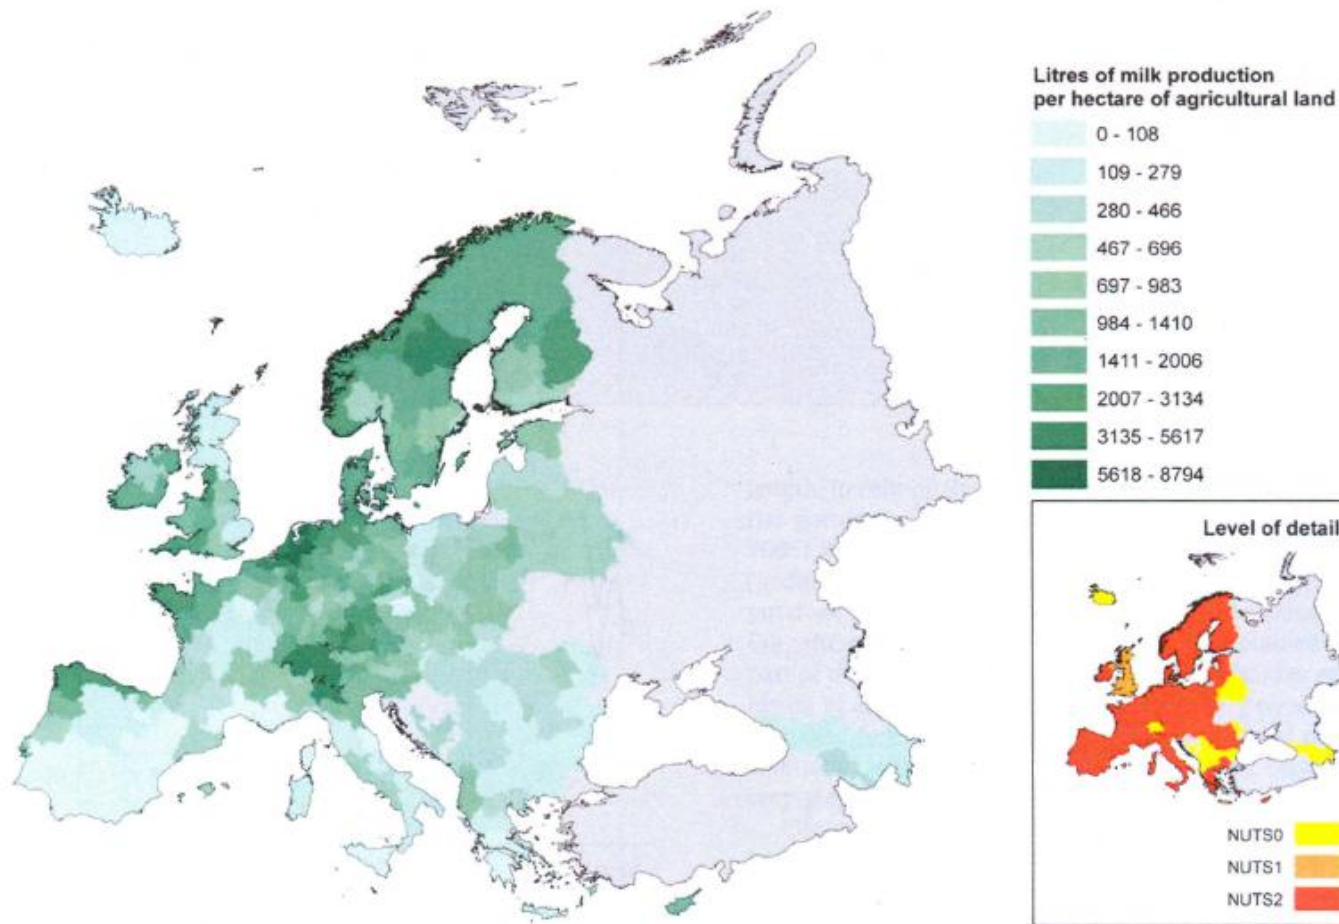 Litres of milk production
per hectare of agricultural land
0 - 108
109 - 279
280 - 466
467 - 696
697 - 983
984 - 1410
1411 - 2006
2007 - 3134
3135 - 5617
5618 - 8794
Level of detail
NUTS0
NUTS1
NUTS2